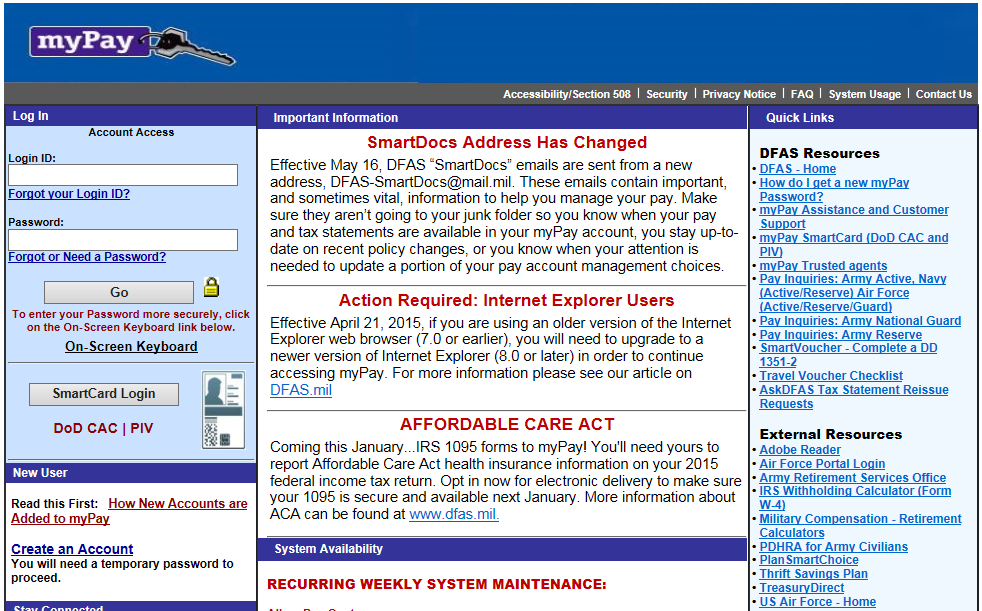 myPay
Accessibility/Section 508 | Security | Privacy Notice | FAQ | System Usage | Contact Us
Log In
Account Access
Login ID:
Forgot your Login ID?
Password:
Forgot or Need a Password?
Go
To enter your Password more securely, click
on the On-Screen Keyboard link below.
On-Screen Keyboard
SmartCard Login
DoD CAC | PIV
New User
Read this First: How New Accounts are
Added to myPay
Create an Account
You will need a temporary password to
proceed.
Stay Connected
Important Information
SmartDocs Address Has Changed
Effective May 16, DFAS “SmartDocs” emails are sent from a new
address, DFAS-SmartDocs@mail.mil. These emails contain important,
and sometimes vital, information to help you manage your pay. Make
sure they aren’t going to your junk folder so you know when your pay
and tax statements are available in your myPay account, you stay up-to-
date on recent policy changes, or you know when your attention is
needed to update a portion of your pay account management choices.
Action Required: Internet Explorer Users
Effective April 21, 2015, if you are using an older version of the Internet
Explorer web browser (7.0 or earlier), you will need to upgrade to a
newer version of Internet Explorer (8.0 or later) in order to continue
accessing myPay. For more information please see our article on
DFAS.mil
AFFORDABLE CARE ACT
Coming this January...IRS 1095 forms to myPay! You'll need yours to
report Affordable Care Act health insurance information on your 2015
federal income tax return. Opt in now for electronic delivery to make sure
your 1095 is secure and available next January. More information about
ACA can be found at www.dfas.mil.
System Availability
RECURRING WEEKLY SYSTEM MAINTENANCE:
Quick Links
DFAS Resources
• DFAS - Home
• How do I get a new myPay
Password?
• myPay Assistance and Customer
Support
• myPay SmartCard (DoD CAC and
PIV)
• myPay Trusted agents
• Pay Inquiries: Army Active, Navy
(Active/Reserve) Air Force
(Active/Reserve/Guard)
• Pay Inquiries: Army National Guard
• Pay Inquiries: Army Reserve
• SmartVoucher - Complete a DD
1351-2
• Travel Voucher Checklist
• AskDFAS Tax Statement Reissue
Requests
External Resources
• Adobe Reader
• Air Force Portal Login
• Army Retirement Services Office
• IRS Withholding Calculator (Form
W-4)
• Military Compensation - Retirement
Calculators
• PDHRA for Army Civilians
• PlanSmartChoice
• Thrift Savings Plan
• TreasuryDirect
• US Air Force - Home